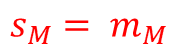 s_M = m_M